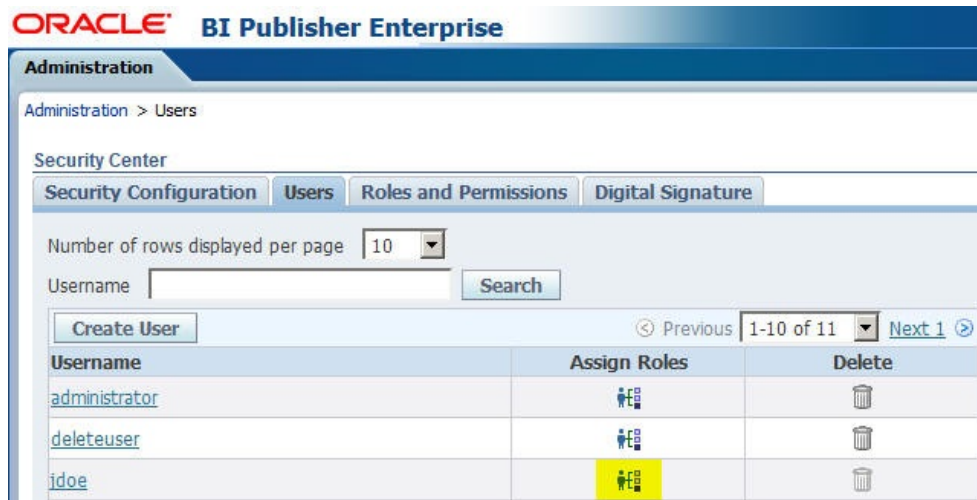 ORACLE BI Publisher Enterprise
Administration
Administration > Users
Security Center
Security Configuration Users Roles and Permissions Digital Signature
Number of rows displayed per page 10
Username Search
Create User Previous 1-10 of 11 Next 1
Username Assign Roles Delete
administrator
deleteuser
jdoe